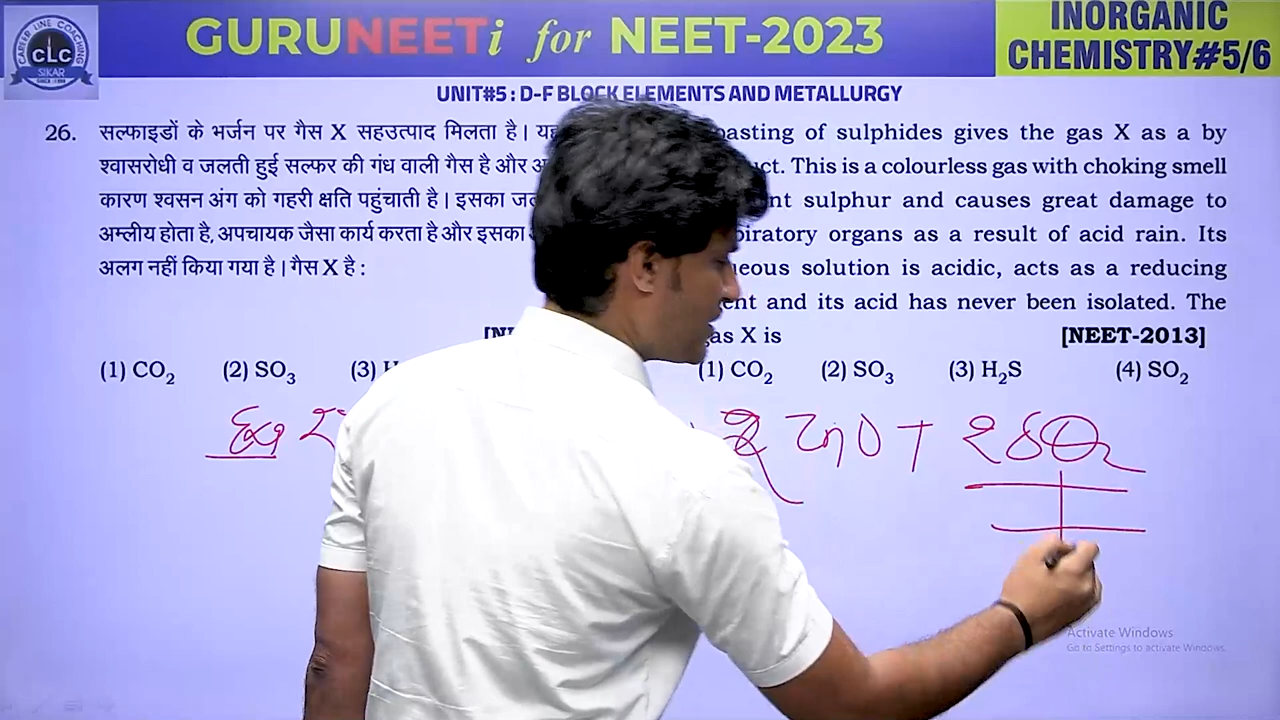 GURUNEETi for NEET-2023
INORGANIC
CHEMISTRY#5/6
CAREER LINE COACHING
CLC
SIKAR
UNIT#5 : D-F BLOCK ELEMENTS AND METALLURGY
26. सल्फाइडों के भर्जन पर गैस X सहउत्पाद मिलता है।
श्वासरोधी व जलती हुई सल्फर की गंध वाली गैस है और
कारण श्वसन अंग को गहरी क्षति पहुंचाती है। इसका
अम्लीय होता है, अपचायक जैसा कार्य करता है और इसका
अलग नहीं किया गया है। गैस X है :
(1) CO₂ (2) SO₃ (3)
of sulphides gives the gas X as a by
This is a colourless gas with choking smell
sulphur and causes great damage to
organs as a result of acid rain. Its
solution is acidic, acts as a reducing
and its acid has never been isolated. The
gas X is [NEET-2013]
(1) CO₂ (2) SO₃ (3) H₂S (4) SO₂
ZnO + 2SO₂
Activate Windows
Go to Settings to activate Windows.